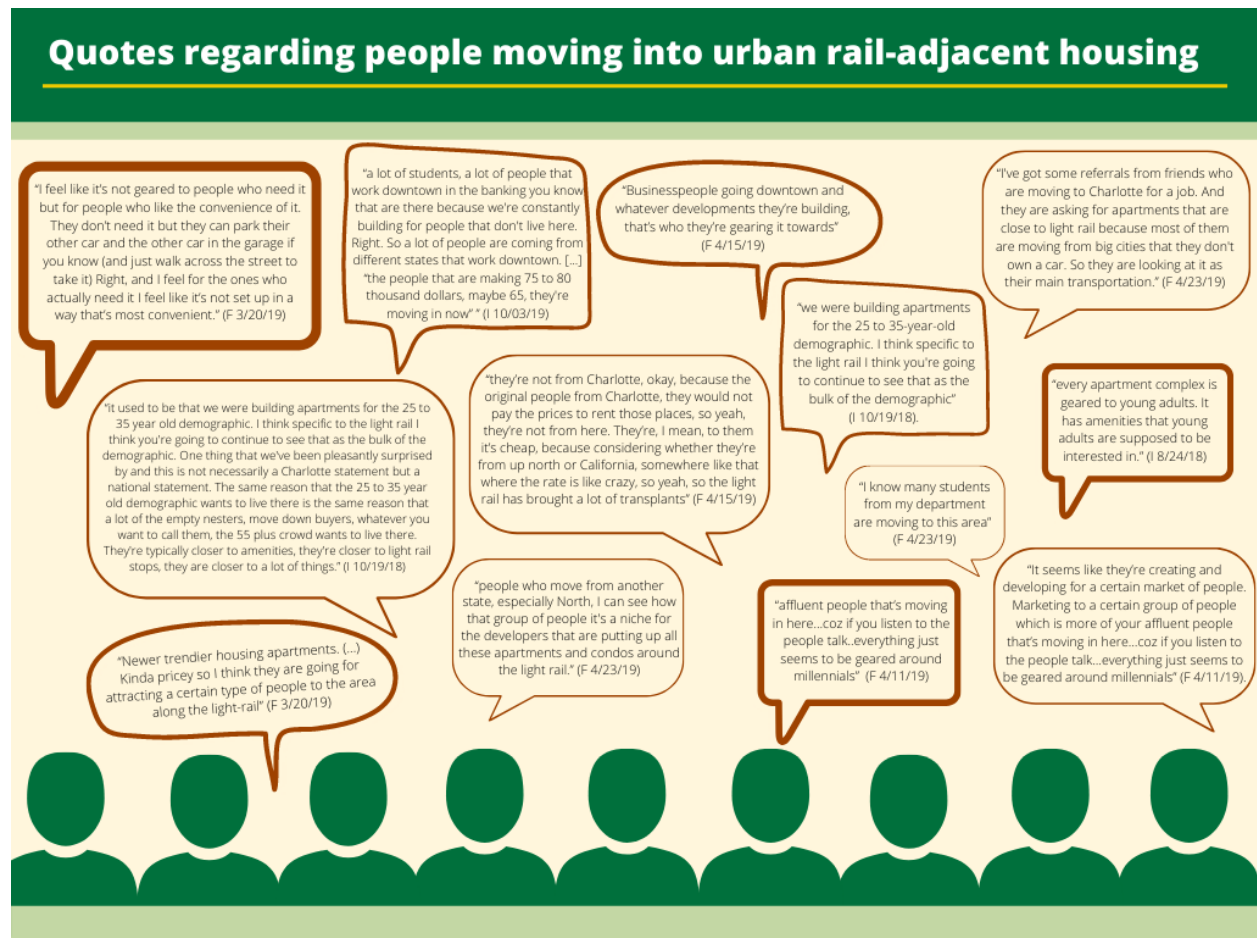 Quotes regarding people moving into urban rail-adjacent housing
“I feel like it's not geared to people who need it
but for people who like the convenience of it.
They don't need it but they can park their
other car and the other car in the garage if
you know (and just walk across the street to
take it) Right, and I feel for the ones who
actually need it I feel like it's not set up in a
way that's most convenient.” (F 3/20/19)
“a lot of students, a lot of people that
work downtown in the banking you know
that are there because we're constantly
building for people that don't live here.
Right. So a lot of people are coming from
different states that work downtown. [...]
“the people that are making 75 to 80
thousand dollars, maybe 65, they're
moving in now” “ (I 10/03/19)
“Businesspeople going downtown and
whatever developments they’re building,
that's who they're gearing it towards”
(F 4/15/19)
“I've got some referrals from friends who
are moving to Charlotte for a job. And
they are asking for apartments that are
close to light rail because most of them
are moving from big cities that they don't
own a car. So they are looking at it as
their main transportation.” (F 4/23/19)
“we were building apartments
for the 25 to 35-year-old
demographic. I think specific to
the light rail I think you're going
to continue to see that as the
bulk of the demographic”
(I 10/19/18).
“every apartment complex is
geared to young adults. It
has amenities that young
adults are supposed to be
interested in.” (I 8/24/18)
“it used to be that we were building apartments for the 25 to
35 year old demographic. I think specific to the light rail I
think you're going to continue to see that as the bulk of the
demographic. One thing that we've been pleasantly surprised
by and this is not necessarily a Charlotte statement but a
national statement. The same reason that the 25 to 35 year
old demographic wants to live there is the same reason that
a lot of the empty nesters, move down buyers, whatever you
want to call them, the 55 plus crowd wants to live there.
They're typically closer to amenities, they're closer to light rail
stops, they are closer to a lot of things.” (I 10/19/18)
“they're not from Charlotte, okay, because the
original people from Charlotte, they would not
pay the prices to rent those places, so yeah,
they're not from here. They're, I mean, to them
it's cheap, because considering whether they're
from up north or California, somewhere like that
where the rate is like crazy, so yeah, so the light
rail has brought a lot of transplants” (F 4/15/19)
“I know many students
from my department
are moving to this area”
(F 4/23/19)
“people who move from another
state, especially North, I can see how
that group of people it's a niche for
the developers that are putting up all
these apartments and condos around
the light rail.” (F 4/23/19)
“affluent people that’s moving
in here...coz if you listen to the
people talk..everything just
seems to be geared around
millennials” (F 4/11/19)
“It seems like they're creating and
developing for a certain market of people.
Marketing to a certain group of people
which is more of your affluent people
that’s moving in here...coz if you listen to
the people talk...everything just seems to
be geared around millennials” (F 4/11/19).
“Newer trendier housing apartments. (...)
Kinda pricey so I think they are going for
attracting a certain type of people to the area
along the light-rail” (F 3/20/19)